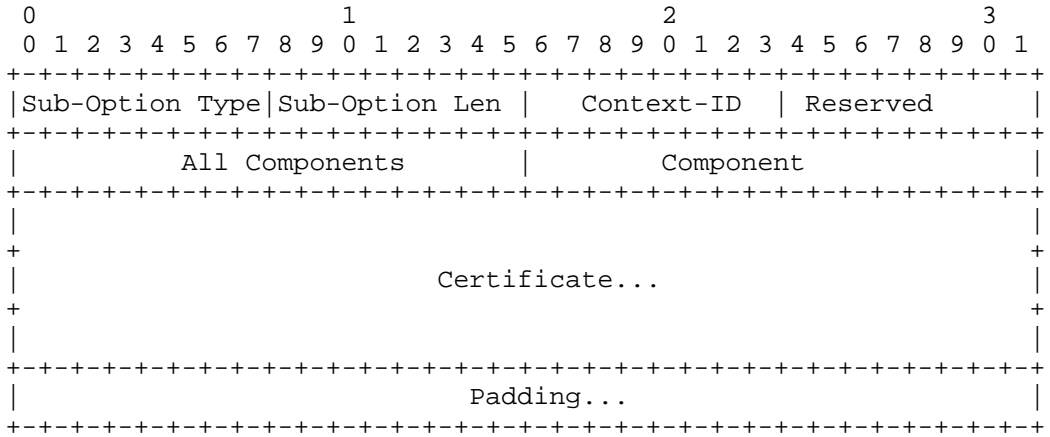 0                   1                   2                   3
 0 1 2 3 4 5 6 7 8 9 0 1 2 3 4 5 6 7 8 9 0 1 2 3 4 5 6 7 8 9 0 1
+-+-+-+-+-+-+-+-+-+-+-+-+-+-+-+-+-+-+-+-+-+-+-+-+-+-+-+-+-+-+-+-+
|Sub-Option Type|Sub-Option Len |   Context-ID  | Reserved      |
+-+-+-+-+-+-+-+-+-+-+-+-+-+-+-+-+-+-+-+-+-+-+-+-+-+-+-+-+-+-+-+-+
|          All Components       |        Component              |
+-+-+-+-+-+-+-+-+-+-+-+-+-+-+-+-+-+-+-+-+-+-+-+-+-+-+-+-+-+-+-+-+
|                                                               |
+                                                               +
|                          Certificate...                       |
+                                                               +
|                                                               |
+-+-+-+-+-+-+-+-+-+-+-+-+-+-+-+-+-+-+-+-+-+-+-+-+-+-+-+-+-+-+-+-+
|                            Padding...                         |
+-+-+-+-+-+-+-+-+-+-+-+-+-+-+-+-+-+-+-+-+-+-+-+-+-+-+-+-+-+-+-+-+